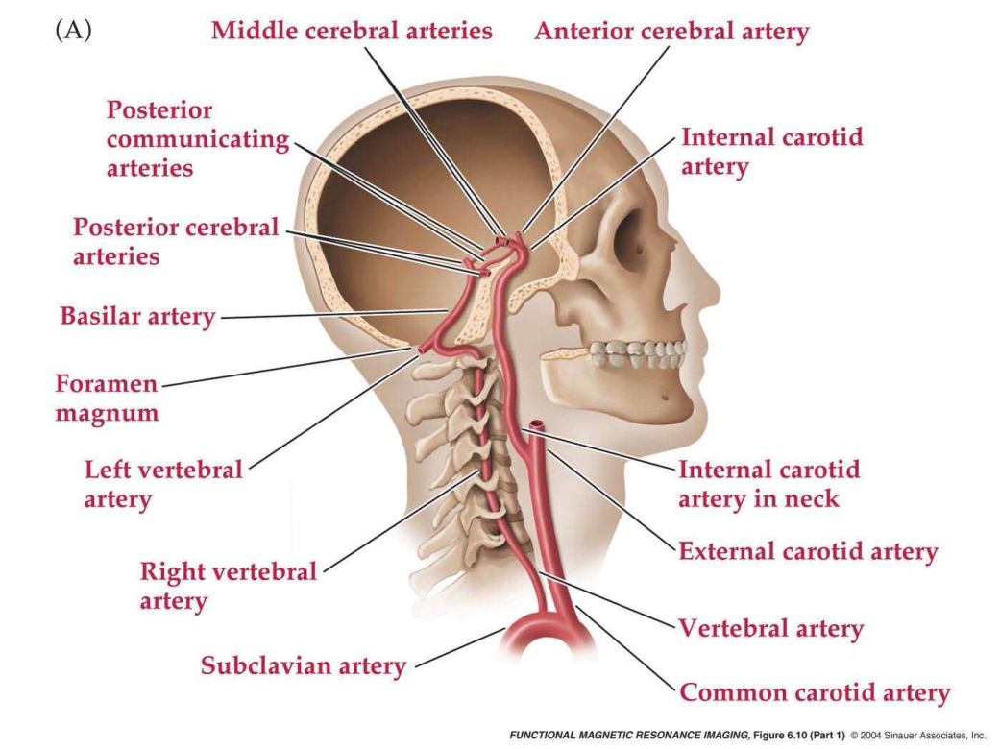 (A)
Middle cerebral arteries
Anterior cerebral artery
Posterior
communicating
arteries
Internal carotid
artery
Posterior cerebral
arteries
Basilar artery
Foramen
magnum
Left vertebral
artery
Internal carotid
artery in neck
External carotid artery
Right vertebral
artery
Vertebral artery
Subclavian artery
Common carotid artery
FUNCTIONAL MAGNETIC RESONANCE IMAGING, Figure 6.10 (Part 1) © 2004 Sinauer Associates, Inc.